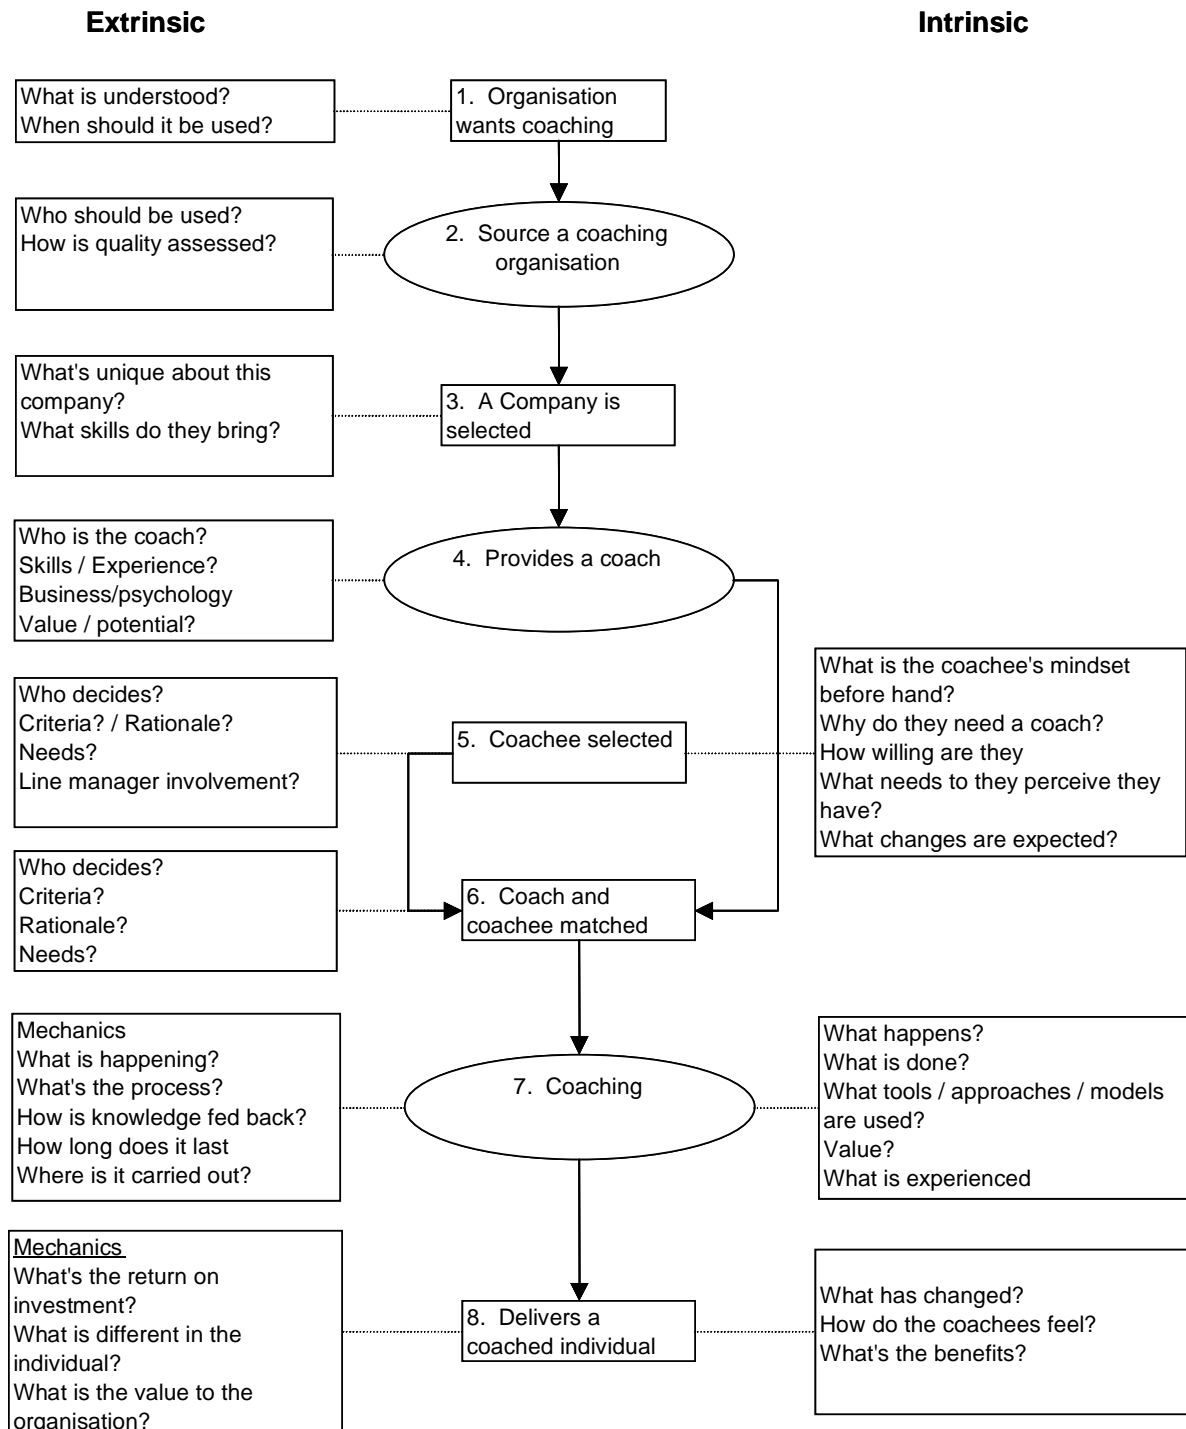 Extrinsic
Intrinsic
What is understood?
When should it be used?
1. Organisation
wants coaching
Who should be used?
How is quality assessed?
2. Source a coaching
organisation
What's unique about this
company?
What skills do they bring?
3. A Company is
selected
Who is the coach?
Skills / Experience?
Business/psychology
Value / potential?
4. Provides a coach
Who decides?
Criteria? / Rationale?
Needs?
Line manager involvement?
5. Coachee selected
What is the coachee's mindset
before hand?
Why do they need a coach?
How willing are they
What needs to they perceive they
have?
What changes are expected?
Who decides?
Criteria?
Rationale?
Needs?
6. Coach and
coachee matched
Mechanics
What is happening?
What's the process?
How is knowledge fed back?
How long does it last
Where is it carried out?
7. Coaching
What happens?
What is done?
What tools / approaches / models
are used?
Value?
What is experienced
Mechanics
What's the return on
investment?
What is different in the
individual?
What is the value to the
organisation?
8. Delivers a
coached individual
What has changed?
How do the coachees feel?
What's the benefits?